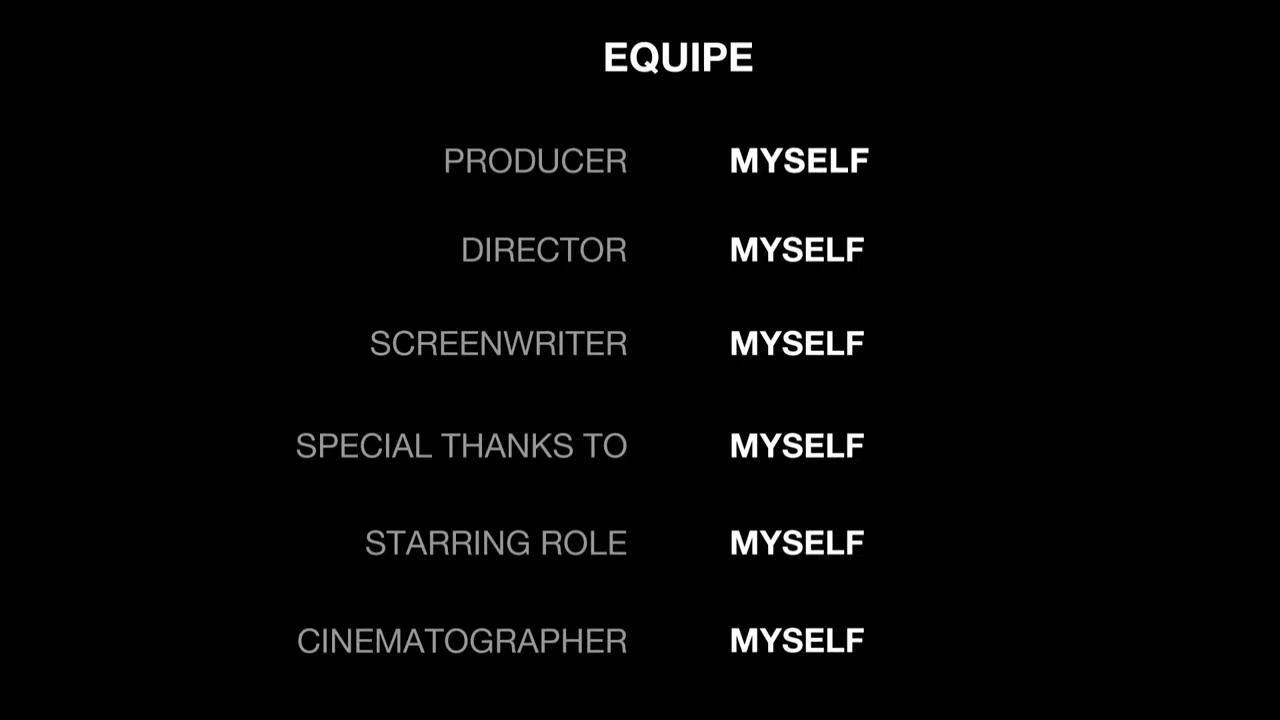 EQUIPE
PRODUCER MYSELF
DIRECTOR MYSELF
SCREENWRITER MYSELF
SPECIAL THANKS TO MYSELF
STARRING ROLE MYSELF
CINEMATOGRAPHER MYSELF